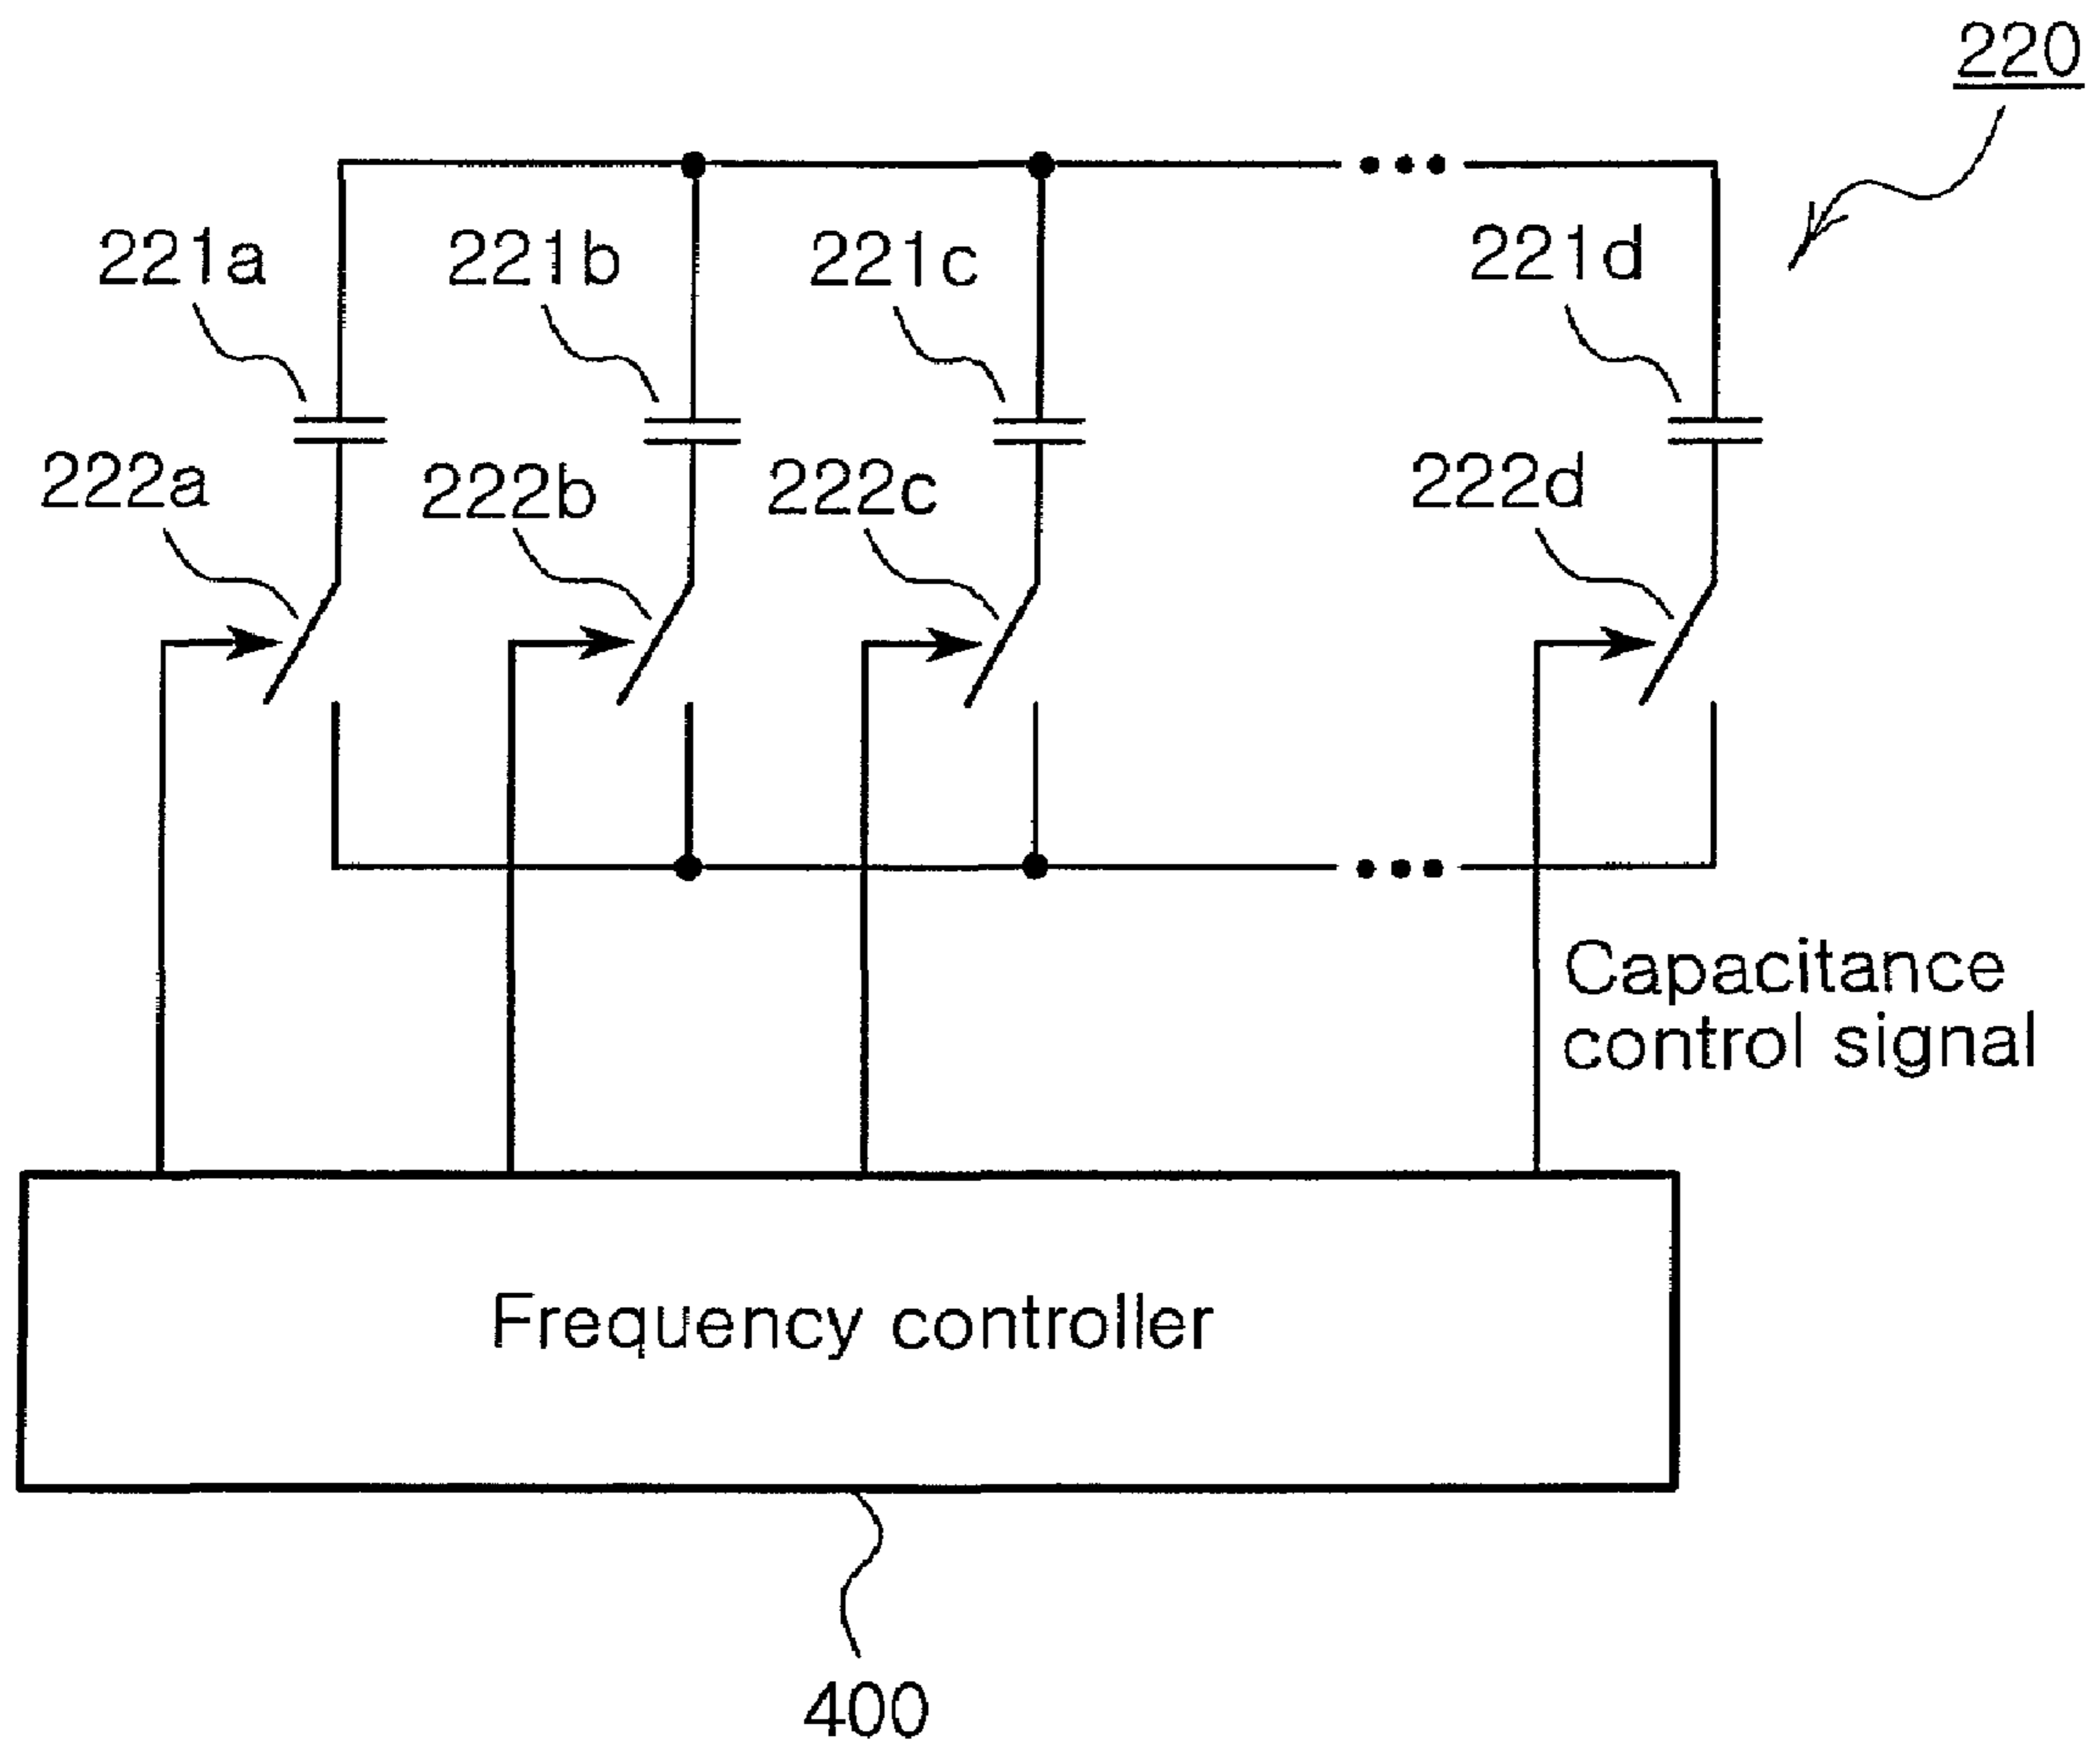 220
221a
221b
221c
221d
222a
222b
222c
222d
Capacitance
control signal
Frequency controller
400